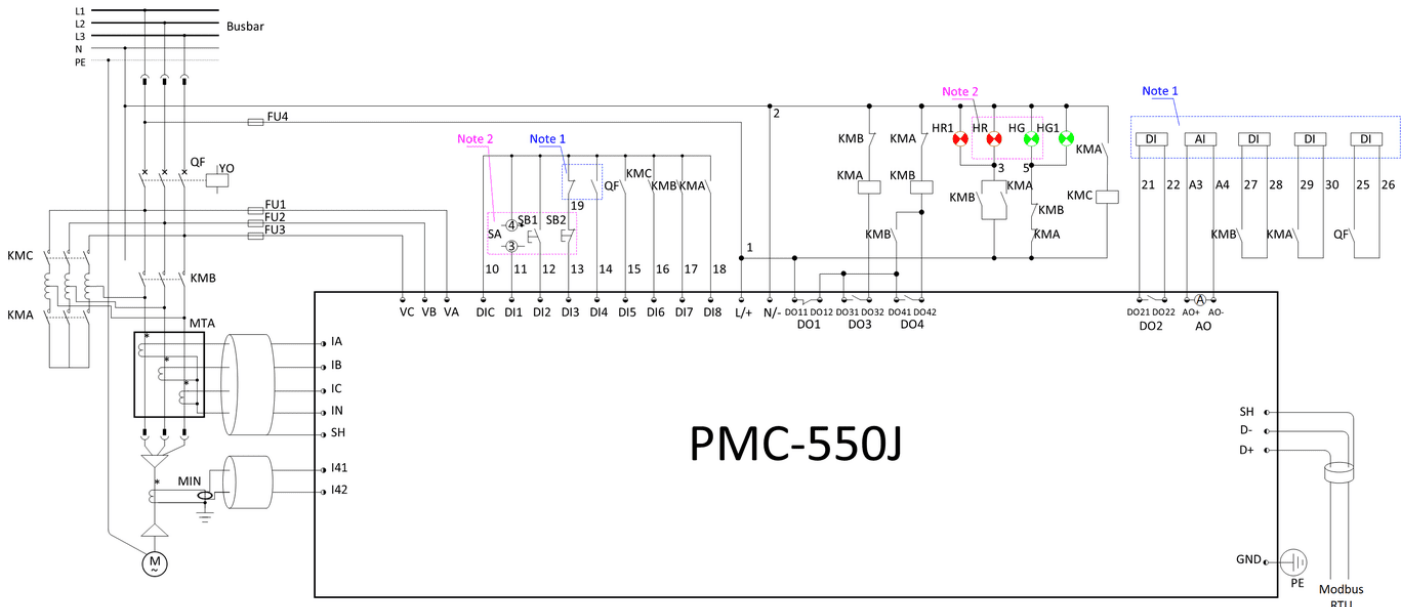 L1
L2
L3
N
PE
Busbar
FU4
2
Note 1
Note 2
Note 2
Note 1
KMB
KMA
HR1
HR
HG
HG1
KMA
DI
AI
DI
DI
DI
QF
YO
QF
KMC
KMB
KMA
KMA
KMB
3
5
KMA
KMB
KMC
21
22
A3
A4
27
28
29
30
25
26
FU1
FU2
FU3
19
SA
4
SB1
SB2
3
KMB
KMB
KMA
KMB
KMA
QF
KMC
KMB
1
10
11
12
13
14
15
16
17
18
KMA
MTA
VC
VB
VA
DIC
DI1
DI2
DI3
DI4
DI5
DI6
DI7
DI8
L/+
N/-
DO11
DO12
DO31
DO32
DO41
DO42
DO21
DO22
AO+
A
AO-
DO1
DO3
DO4
DO2
AO
*
*
*
IA
IB
IC
IN
SH
PMC-550J
SH
D-
D+
I41
I42
MIN
*
M
~
GND
PE
Modbus
RTU